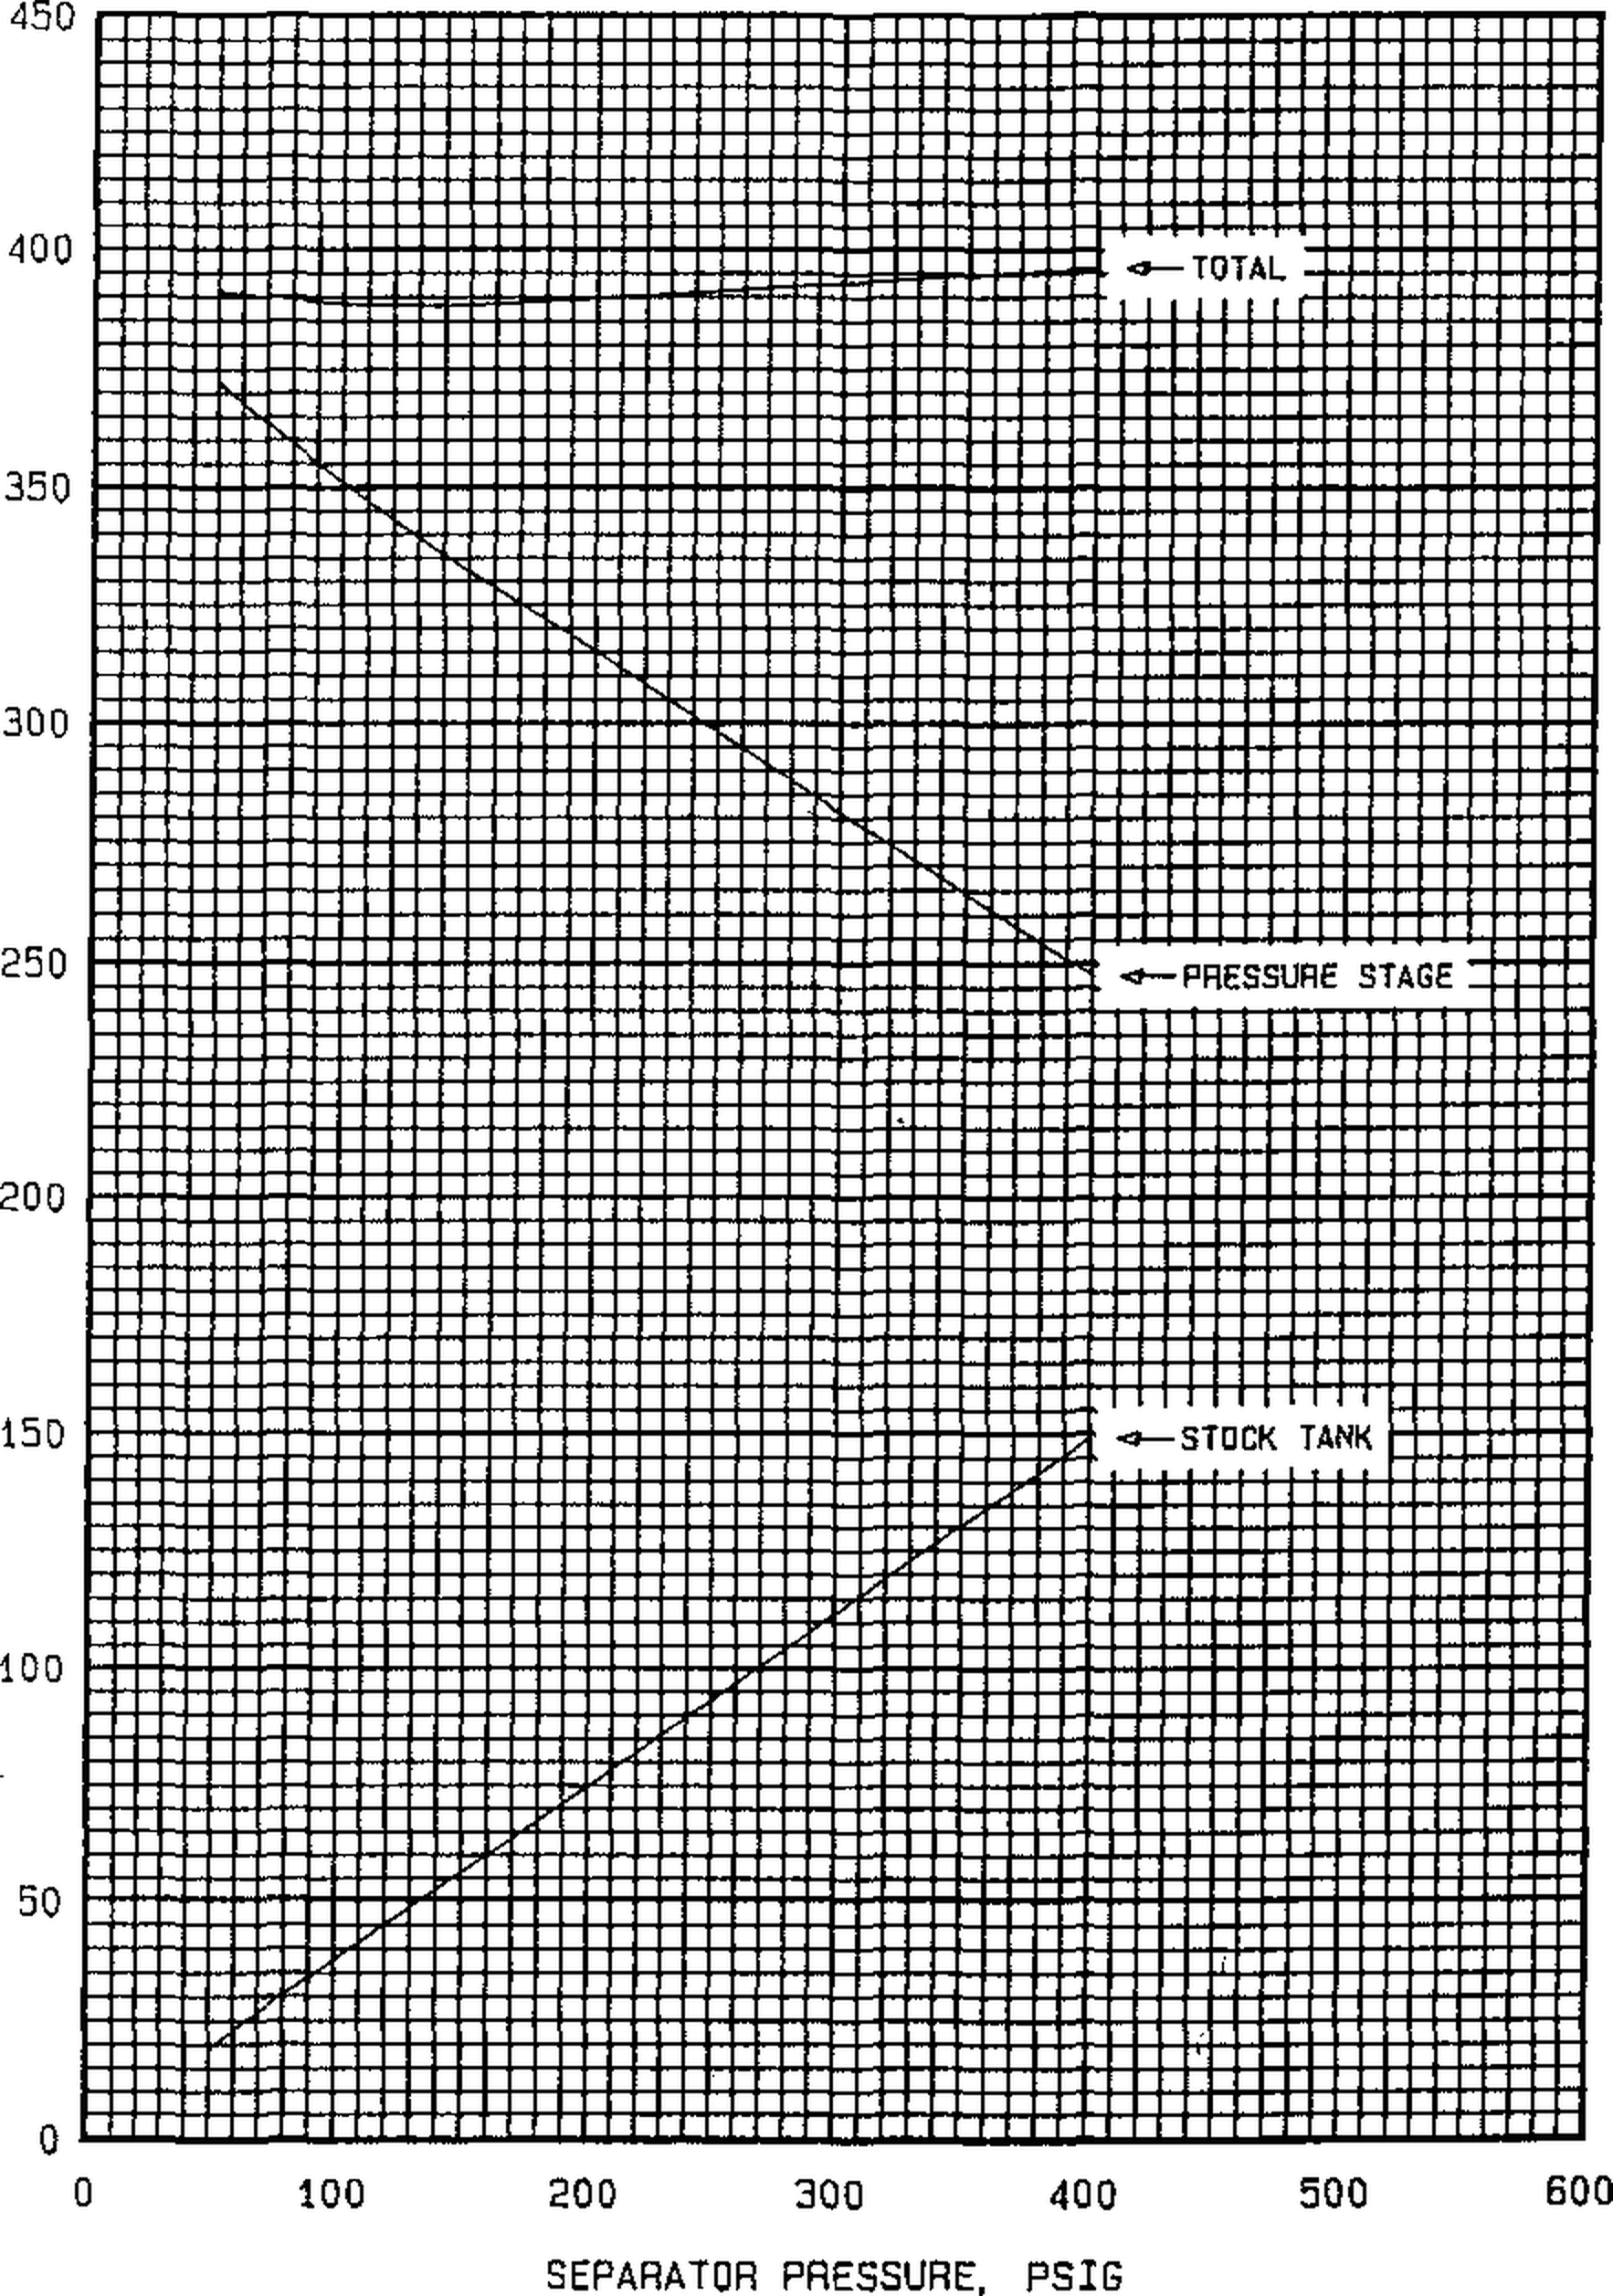 450
400
TOTAL
350
300
250
PRESSURE STAGE
200
150
STOCK TANK
100
50
0
0 100 200 300 400 500 600
SEPARATOR PRESSURE, PSIG